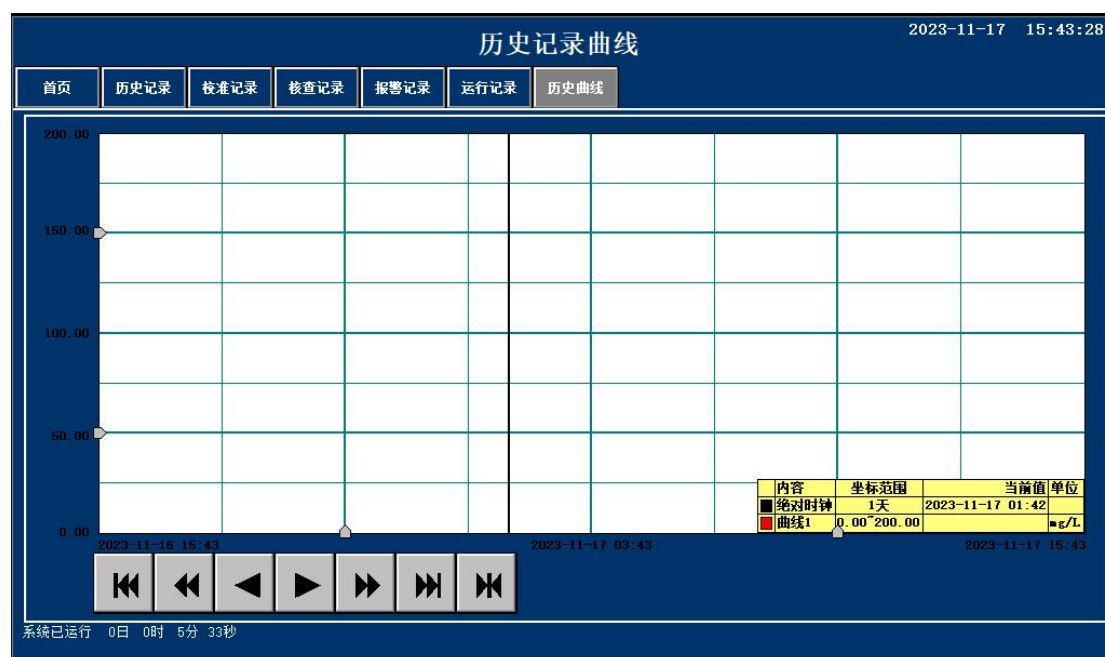 历史记录曲线
2023-11-17 15:43:28
首页 历史记录 校准记录 核查记录 报警记录 运行记录 历史曲线
200.00
150.00
100.00
50.00
0.00
内容 坐标范围 当前值 单位
绝对时钟 1天 2023-11-17 01:42
曲线1 0.00~200.00 mg/L
2023-11-16 15:43 2023-11-17 03:43 2023-11-17 15:43
系统已运行 0日 0时 5分 33秒